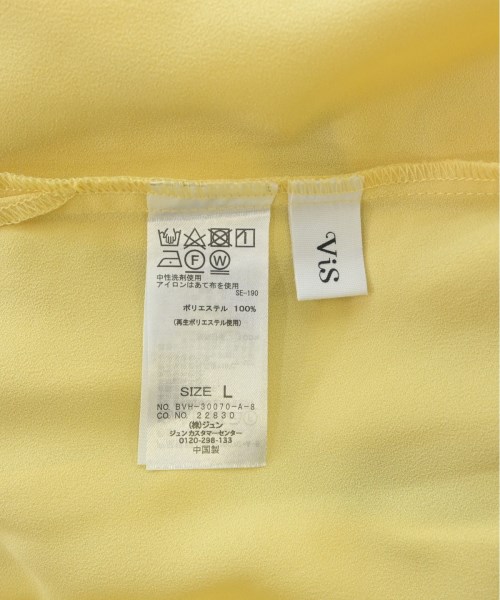 中性洗剤使用
アイロンはあて布を使用
SE-190
ポリエステル 100%
(再生ポリエステル使用)
SIZE L
NO. BVH-30070-A-8
CO.NO. 22830
(株)ジュン
ジュンカスタマーセンター
0120-298-133
中国製
ViS